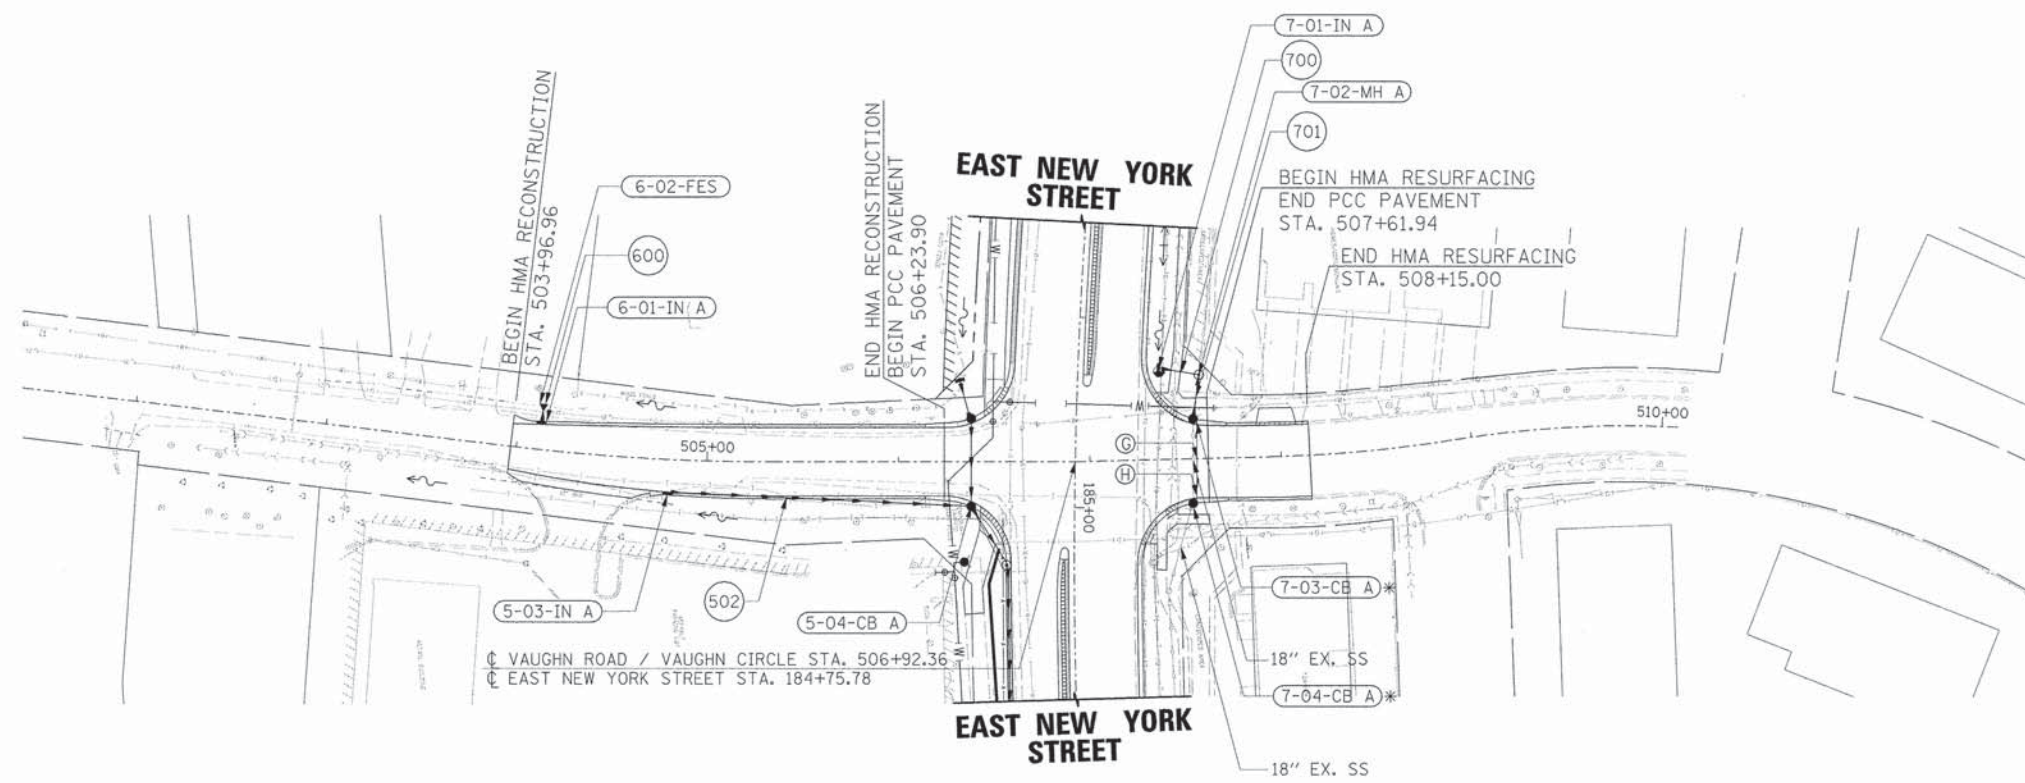 7-01-IN A
700
7-02-MH A
701
BEGIN HMA RECONSTRUCTION
STA. 503+96.96
END HMA RECONSTRUCTION
BEGIN PCC PAVEMENT
STA. 506+23.90
EAST NEW YORK
STREET
BEGIN HMA RESURFACING
END PCC PAVEMENT
STA. 507+61.94
END HMA RESURFACING
STA. 508+15.00
6-02-FES
600
6-01-IN A
W
W
505+00
510+00
G
H
185+00
W
W
5-03-IN A
502
5-04-CB A
7-03-CB A*
℄ VAUGHN ROAD / VAUGHN CIRCLE STA. 506+92.36
℄ EAST NEW YORK STREET STA. 184+75.78
18" EX. SS
7-04-CB A*
EAST NEW YORK
STREET
18" EX. SS